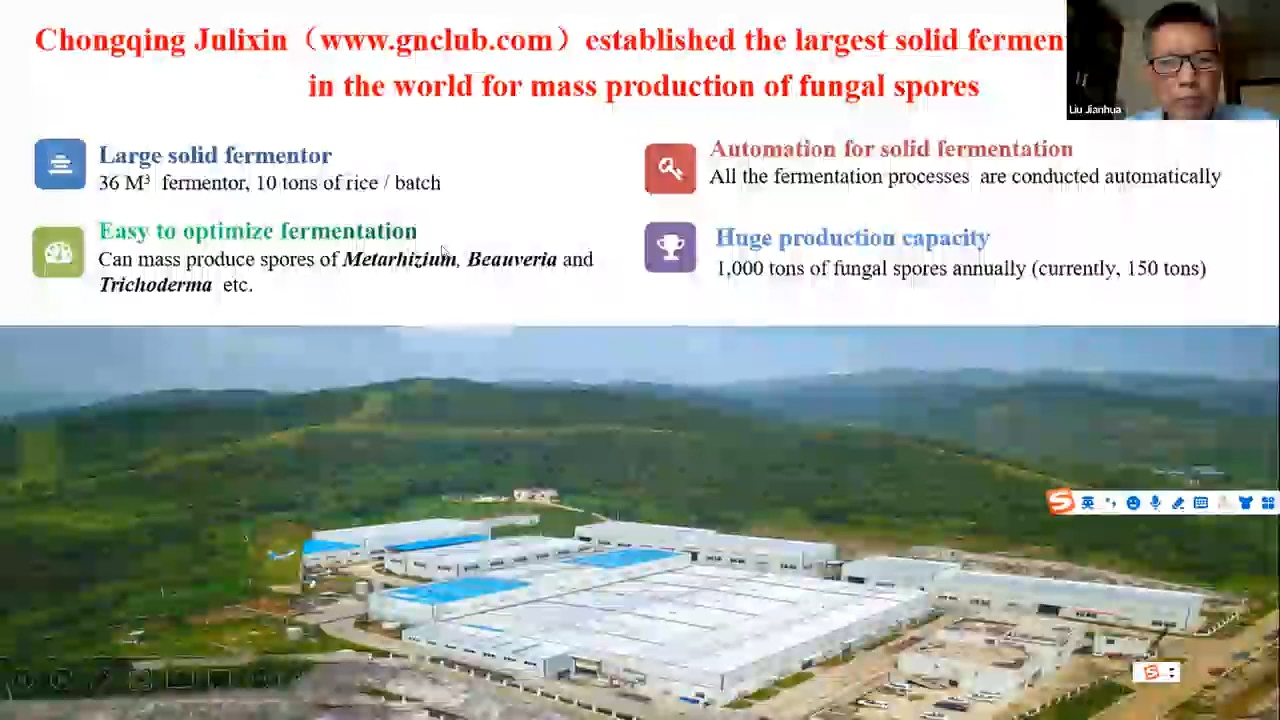 Chongqing Julixin（www.gnclub.com）established the largest solid fermen
in the world for mass production of fungal spores
Liu Jianhua
Large solid fermentor
36 M³ fermentor, 10 tons of rice / batch
Automation for solid fermentation
All the fermentation processes are conducted automatically
Easy to optimize fermentation
Can mass produce spores of Metarhizium, Beauveria and
Trichoderma etc.
Huge production capacity
1,000 tons of fungal spores annually (currently, 150 tons)
英